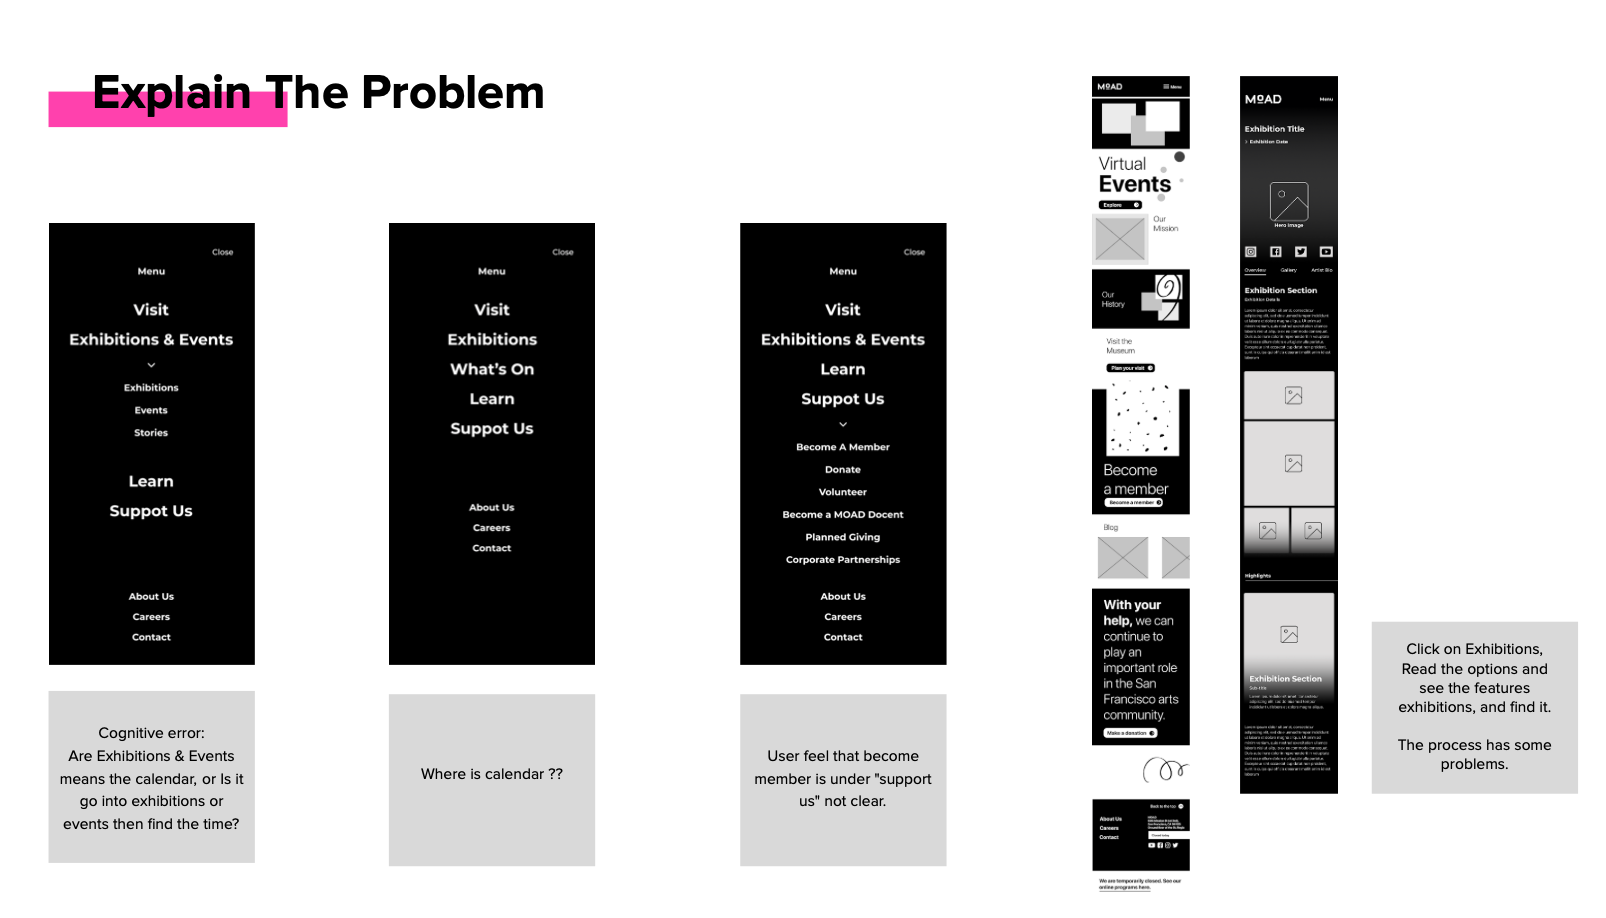 Explain The Problem
Close
Menu
Visit
Exhibitions & Events
Exhibitions
Events
Stories
Learn
Suppot Us
About Us
Careers
Contact
Cognitive error:
Are Exhibitions & Events
means the calendar, or Is it
go into exhibitions or
events then find the time?
Close
Menu
Visit
Exhibitions
What's On
Learn
Suppot Us
About Us
Careers
Contact
Where is calendar ??
Close
Menu
Visit
Exhibitions & Events
Learn
Suppot Us
Become A Member
Donate
Volunteer
Become a MOAD Docent
Planned Giving
Corporate Partnerships
About Us
Careers
Contact
User feel that become
member is under "support
us" not clear.
MOAD
Menu
Virtual
Events
Explore
Our
Mission
Our
History
Visit the
Museum
Plan your visit
Become
a member
Become a member
Blog
With your
help, we can
continue to
play an
important role
in the San
Francisco arts
community.
Make a donation
Back to the top
About Us
Careers
Contact
We are temporarily closed. See our
online programs here.
MOAD
Menu
Exhibition Title
Exhibition Date
Hero Image
Overview
Gallery
Artist Bio
Exhibition Section
Exhibition Details
Highlights
Exhibition Section
Sub-title
Click on Exhibitions,
Read the options and
see the features
exhibitions, and find it.
The process has some
problems.